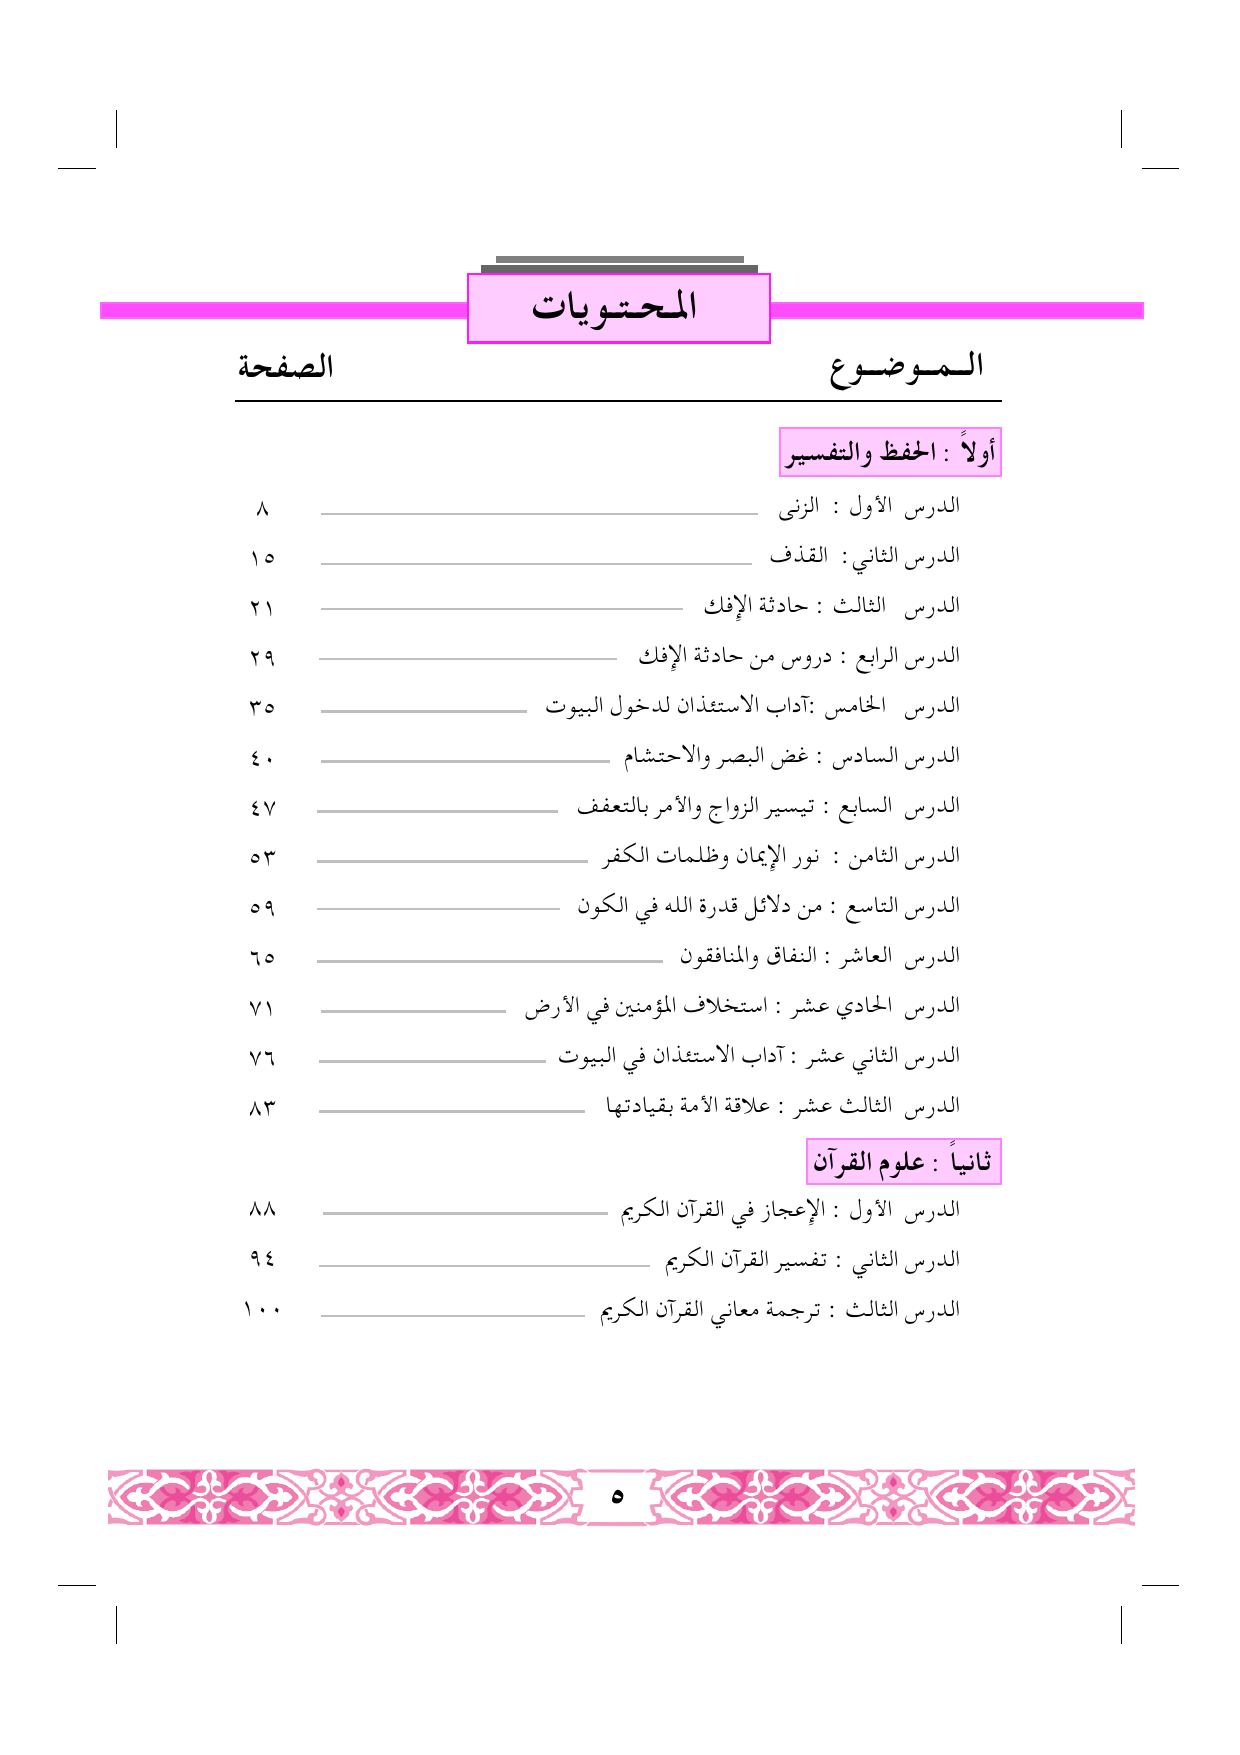 المحتويات
الموضوع الصفحة
أولاً : الحفظ والتفسير
الدرس الأول : الزنى ٨
الدرس الثاني : القذف ١٥
الدرس الثالث : حادثة الإفك ٢١
الدرس الرابع : دروس من حادثة الإفك ٢٩
الدرس الخامس :آداب الاستئذان لدخول البيوت ٣٥
الدرس السادس : غض البصر والاحتشام ٤٠
الدرس السابع : تيسير الزواج والأمر بالتعفف ٤٧
الدرس الثامن : نور الإيمان وظلمات الكفر ٥٣
الدرس التاسع : من دلائل قدرة الله في الكون ٥٩
الدرس العاشر : النفاق والمنافقون ٦٥
الدرس الحادي عشر : استخلاف المؤمنين في الأرض ٧١
الدرس الثاني عشر : آداب الاستئذان في البيوت ٧٦
الدرس الثالث عشر : علاقة الأمة بقيادتها ٨٣
ثانياً : علوم القرآن
الدرس الأول : الإعجاز في القرآن الكريم ٨٨
الدرس الثاني : تفسير القرآن الكريم ٩٤
الدرس الثالث : ترجمة معاني القرآن الكريم ١٠٠
٥